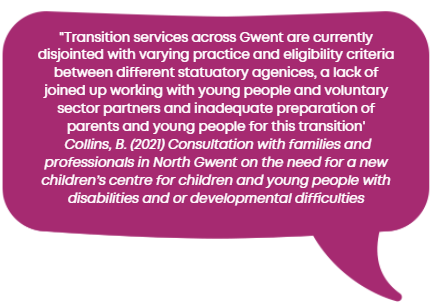 "Transition services across Gwent are currently
disjointed with varying practice and eligibility criteria
between different statuatory agenices, a lack of
joined up working with young people and voluntary
sector partners and inadequate preparation of
parents and young people for this transition'
Collins, B. (2021) Consultation with families and
professionals in North Gwent on the need for a new
children's centre for children and young people with
disabilities and or developmental difficulties